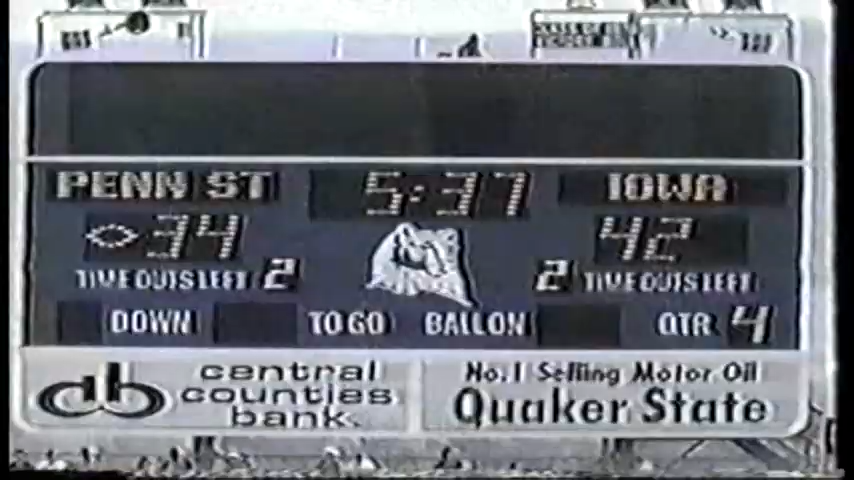 PENN ST 5:37 IOWA
34 42
TIME OUTS LEFT 2 2 TIME OUTS LEFT
DOWN TO GO BALL ON QTR 4
cb central counties bank. No.1 Selling Motor Oil
Quaker State